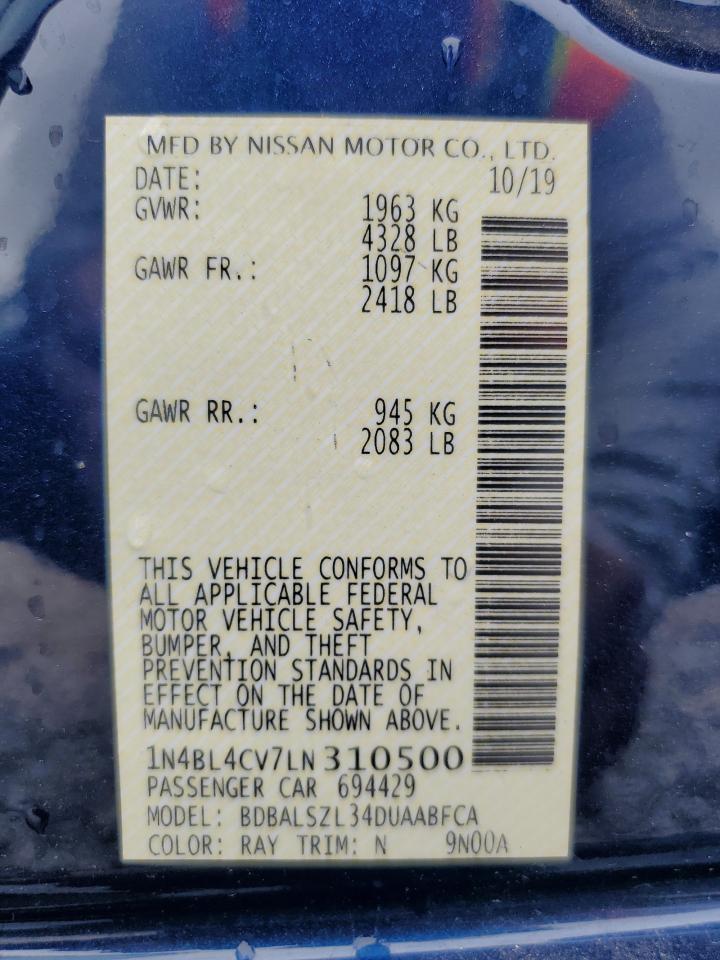 MFD BY NISSAN MOTOR CO., LTD.
DATE: 10/19
GVWR: 1963 KG
4328 LB
GAWR FR.: 1097 KG
2418 LB
GAWR RR.: 945 KG
2083 LB
THIS VEHICLE CONFORMS TO
ALL APPLICABLE FEDERAL
MOTOR VEHICLE SAFETY,
BUMPER, AND THEFT
PREVENTION STANDARDS IN
EFFECT ON THE DATE OF
MANUFACTURE SHOWN ABOVE.
1N4BL4CV7LN310500
PASSENGER CAR 694429
MODEL: BDBALSZL34DUAABFCA
COLOR: RAY TRIM: N 9N00A